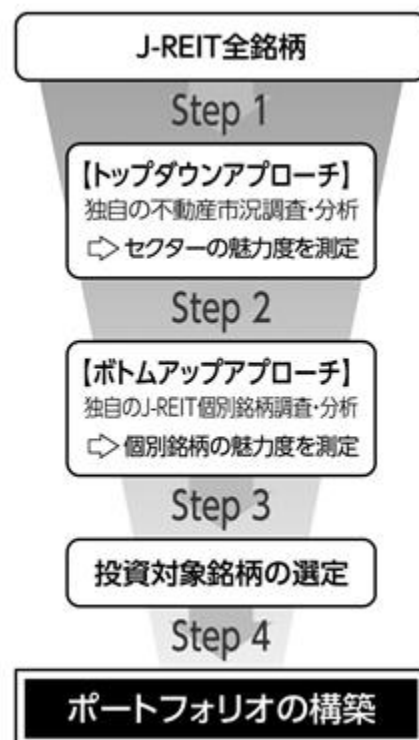 J-REIT全銘柄
Step 1
【トップダウンアプローチ】
独自の不動産市況調査・分析
⇨セクターの魅力度を測定
Step 2
【ボトムアップアプローチ】
独自のJ-REIT個別銘柄調査・分析
⇨個別銘柄の魅力度を測定
Step 3
投資対象銘柄の選定
Step 4
ポートフォリオの構築